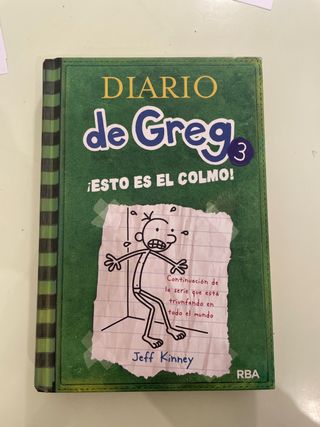 DIARIO
de Greg 3
¡ESTO ES EL COLMO!
Continuación de
la serie que está
triunfando en
todo el mundo
Jeff Kinney
RBA